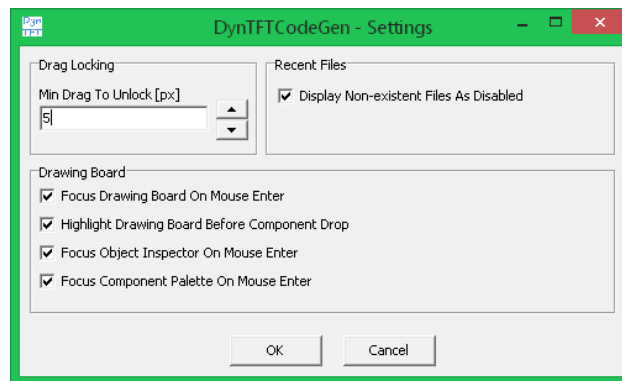 Dyn
TFT
DynTFTCodeGen - Settings
Drag Locking
Min Drag To Unlock [px]
5
Recent Files
Display Non-existent Files As Disabled
Drawing Board
Focus Drawing Board On Mouse Enter
Highlight Drawing Board Before Component Drop
Focus Object Inspector On Mouse Enter
Focus Component Palette On Mouse Enter
OK
Cancel